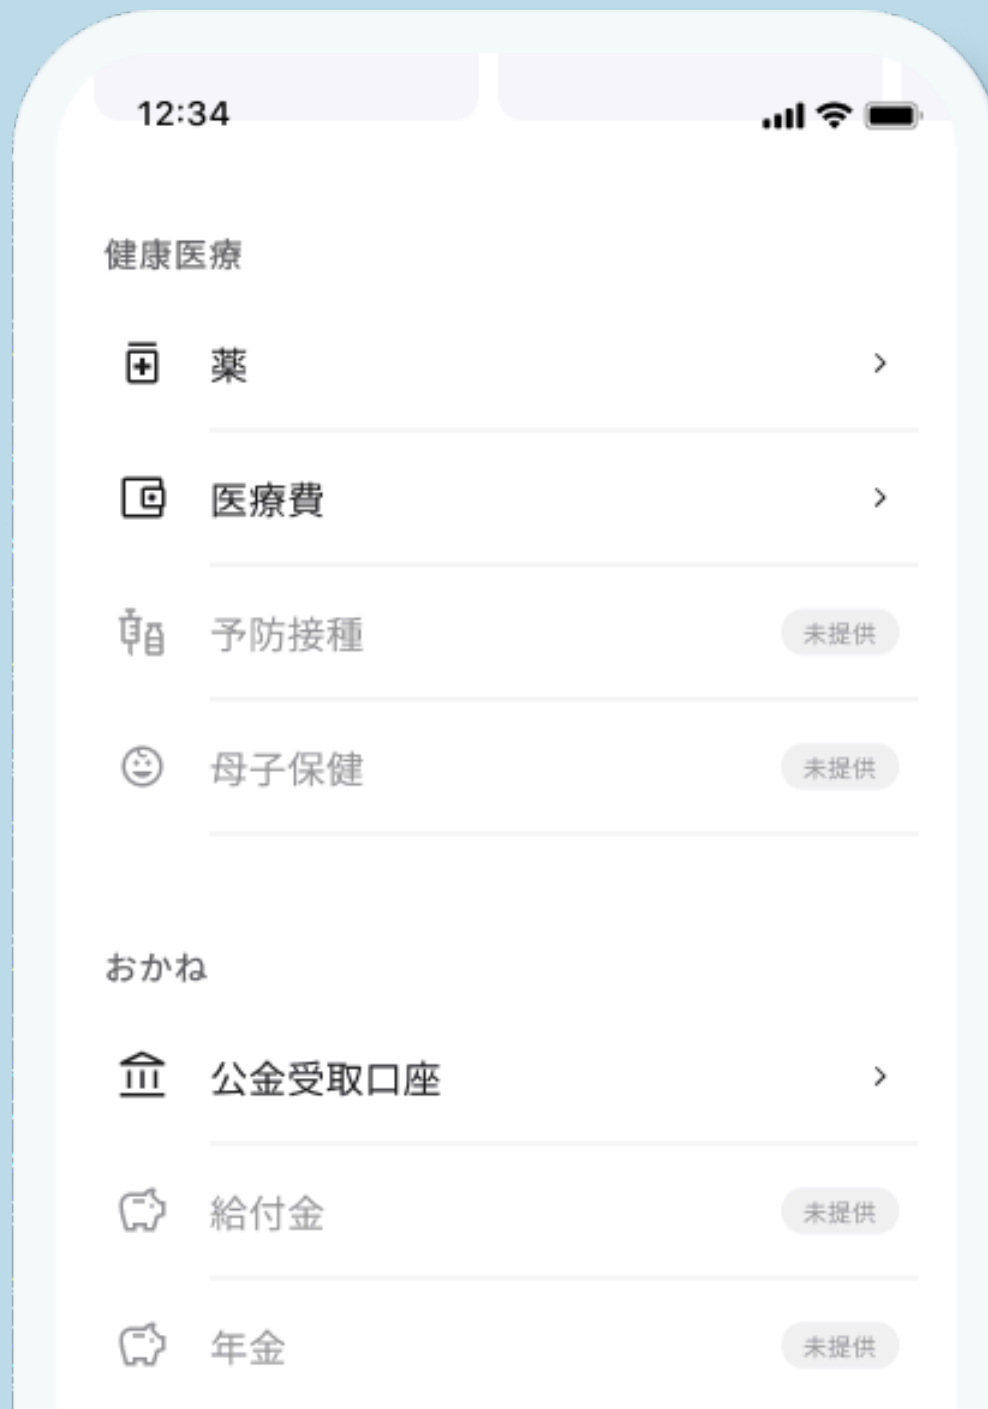 12:34
健康医療
薬
医療費
予防接種 未提供
母子保健 未提供
おかね
公金受取口座
給付金 未提供
年金 未提供